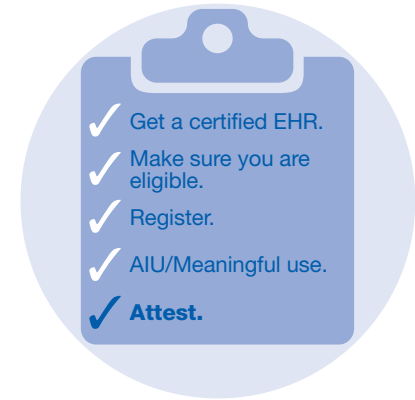 Get a certified EHR.
Make sure you are
eligible.
Register.
AIU/Meaningful use.
Attest.